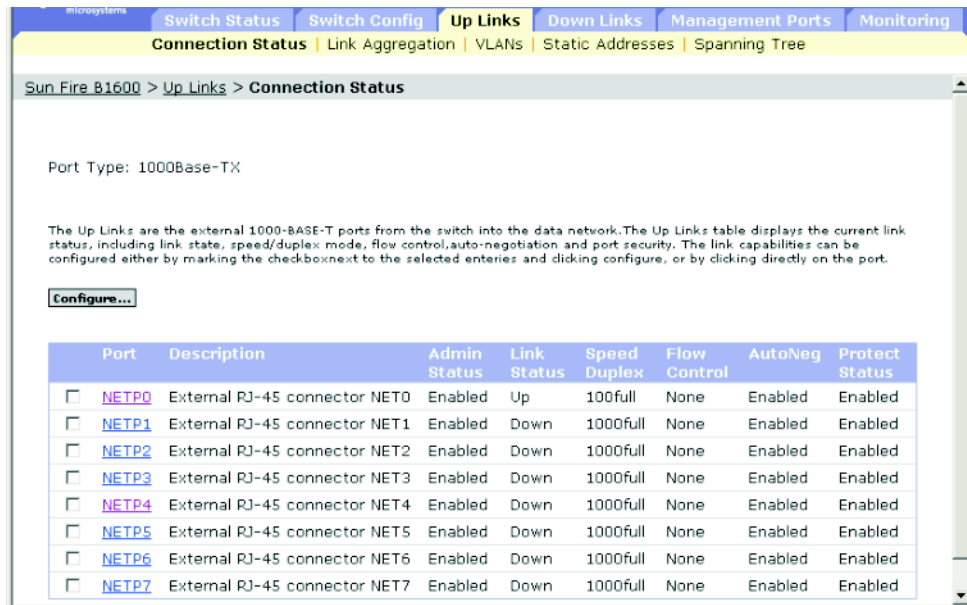 microsystems
Switch Status Switch Config Up Links Down Links Management Ports Monitoring
Connection Status | Link Aggregation | VLANs | Static Addresses | Spanning Tree
Sun Fire B1600 > Up Links > Connection Status
Port Type: 1000Base-TX
The Up Links are the external 1000-BASE-T ports from the switch into the data network.The Up Links table displays the current link
status, including link state, speed/duplex mode, flow control,auto-negotiation and port security. The link capabilities can be
configured either by marking the checkboxnext to the selected enteries and clicking configure, or by clicking directly on the port.
Configure...
Port Description Admin Status Link Status Speed Duplex Flow Control AutoNeg Protect Status
NETP0 External RJ-45 connector NET0 Enabled Up 100full None Enabled Enabled
NETP1 External RJ-45 connector NET1 Enabled Down 1000full None Enabled Enabled
NETP2 External RJ-45 connector NET2 Enabled Down 1000full None Enabled Enabled
NETP3 External RJ-45 connector NET3 Enabled Down 1000full None Enabled Enabled
NETP4 External RJ-45 connector NET4 Enabled Down 1000full None Enabled Enabled
NETP5 External RJ-45 connector NET5 Enabled Down 1000full None Enabled Enabled
NETP6 External RJ-45 connector NET6 Enabled Down 1000full None Enabled Enabled
NETP7 External RJ-45 connector NET7 Enabled Down 1000full None Enabled Enabled